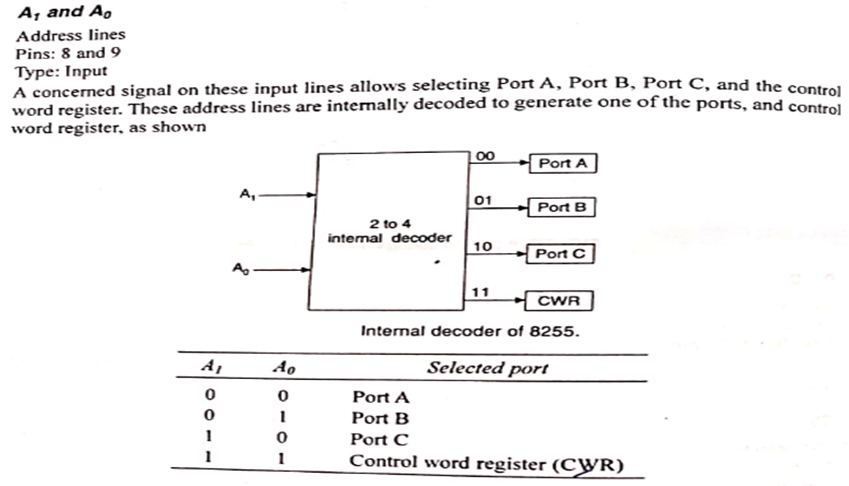 A₁ and A₀
Address lines
Pins: 8 and 9
Type: Input
A concerned signal on these input lines allows selecting Port A, Port B, Port C, and the control
word register. These address lines are internally decoded to generate one of the ports, and control
word register, as shown
00
Port A
A₁
01
Port B
2 to 4
internal decoder
10
Port C
A₀
11
CWR
Internal decoder of 8255.
A₁ A₀ Selected port
0 0 Port A
0 1 Port B
1 0 Port C
1 1 Control word register (CWR)